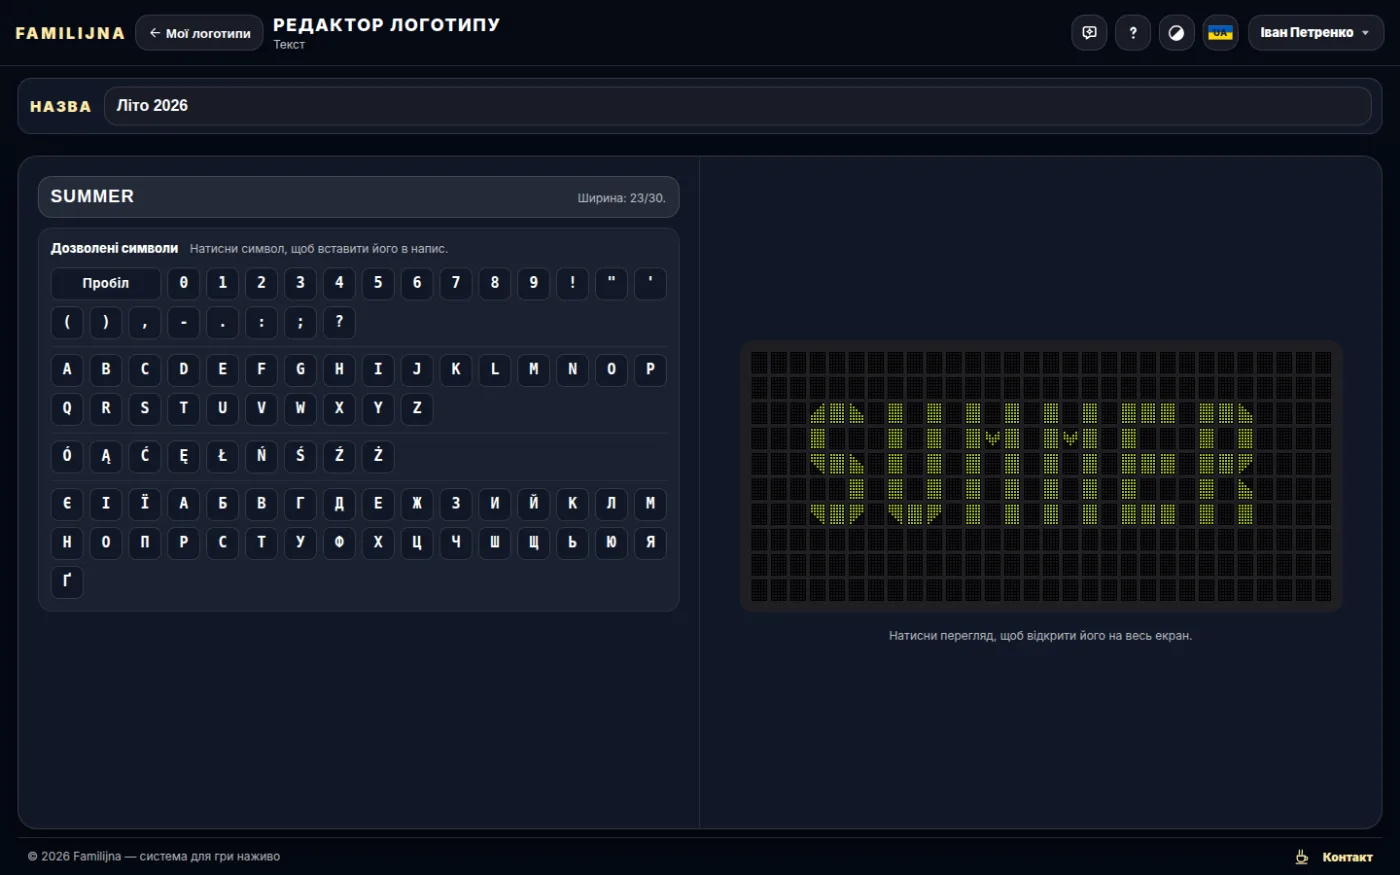 FAMILIJNA
← Мої логотипи
РЕДАКТОР ЛОГОТИПУ
Текст
?
UA
Іван Петренко
НАЗВА
Літо 2026
SUMMER
Ширина: 23/30.
Дозволені символи Натисни символ, щоб вставити його в напис.
Пробіл 0 1 2 3 4 5 6 7 8 9 ! " '
( ) , - . : ; ?
A B C D E F G H I J K L M N O P
Q R S T U V W X Y Z
Ó Ą Ć Ę Ł Ń Ś Ź Ż
Є І Ї А Б В Г Д Е Ж З И Й К Л М
Н О П Р С Т У Ф Х Ц Ч Ш Щ Ь Ю Я
Ґ
SUMMER
Натисни перегляд, щоб відкрити його на весь екран.
© 2026 Familijna — система для гри наживо
Контакт